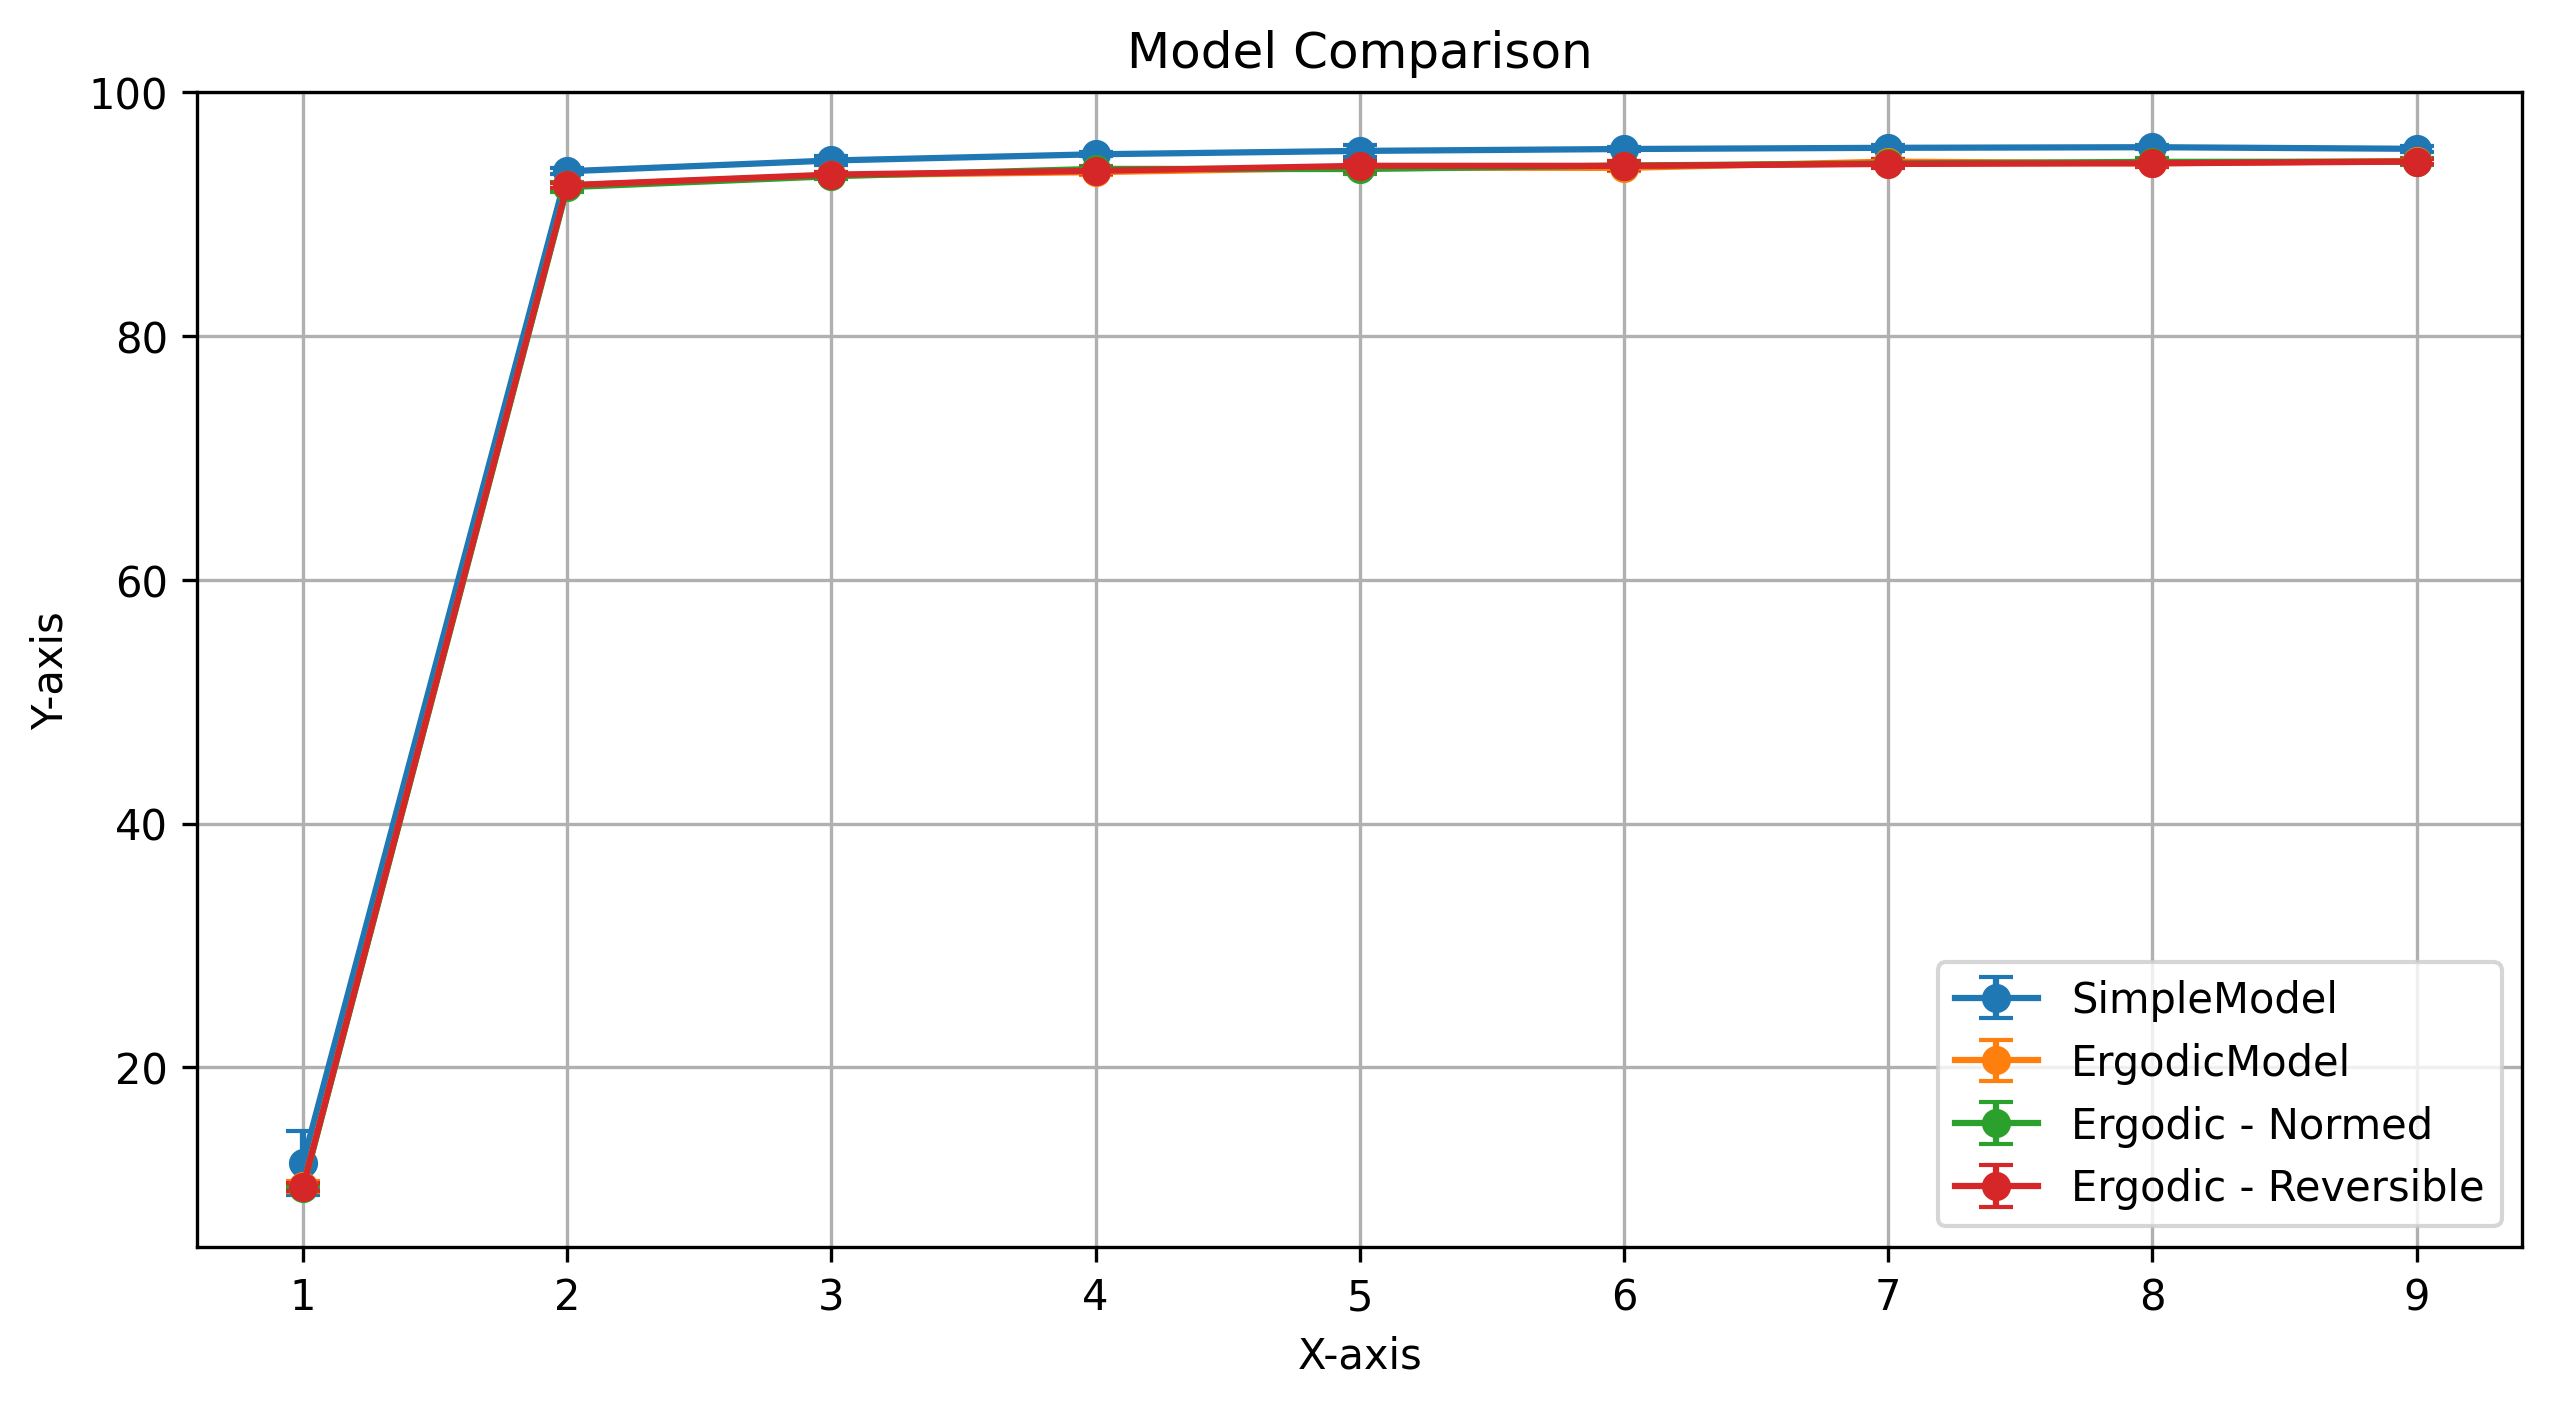 Model Comparison
100
80
60
40
20
Y-axis
1 2 3 4 5 6 7 8 9
X-axis
SimpleModel
ErgodicModel
Ergodic - Normed
Ergodic - Reversible